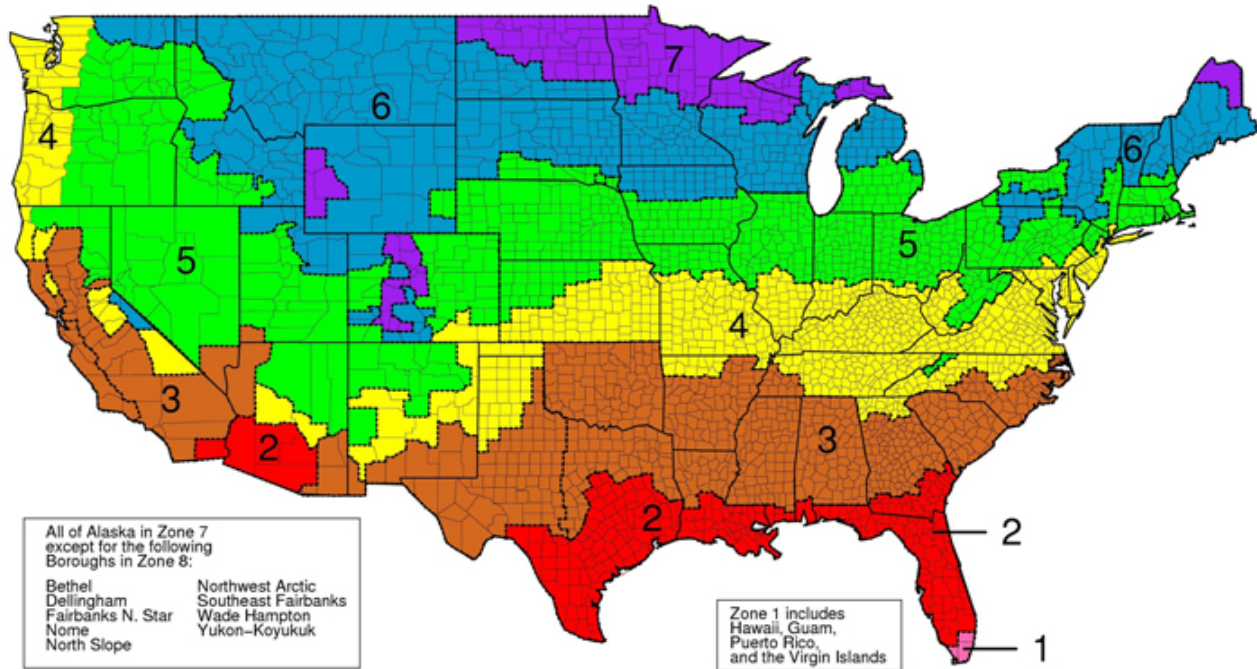 7
6
4
6
5
5
4
3
3
2
2
2
1
All of Alaska in Zone 7
except for the following
Boroughs in Zone 8:
Bethel Northwest Arctic
Dellingham Southeast Fairbanks
Fairbanks N. Star Wade Hampton
Nome Yukon-Koyukuk
North Slope
Zone 1 includes
Hawaii, Guam,
Puerto Rico,
and the Virgin Islands